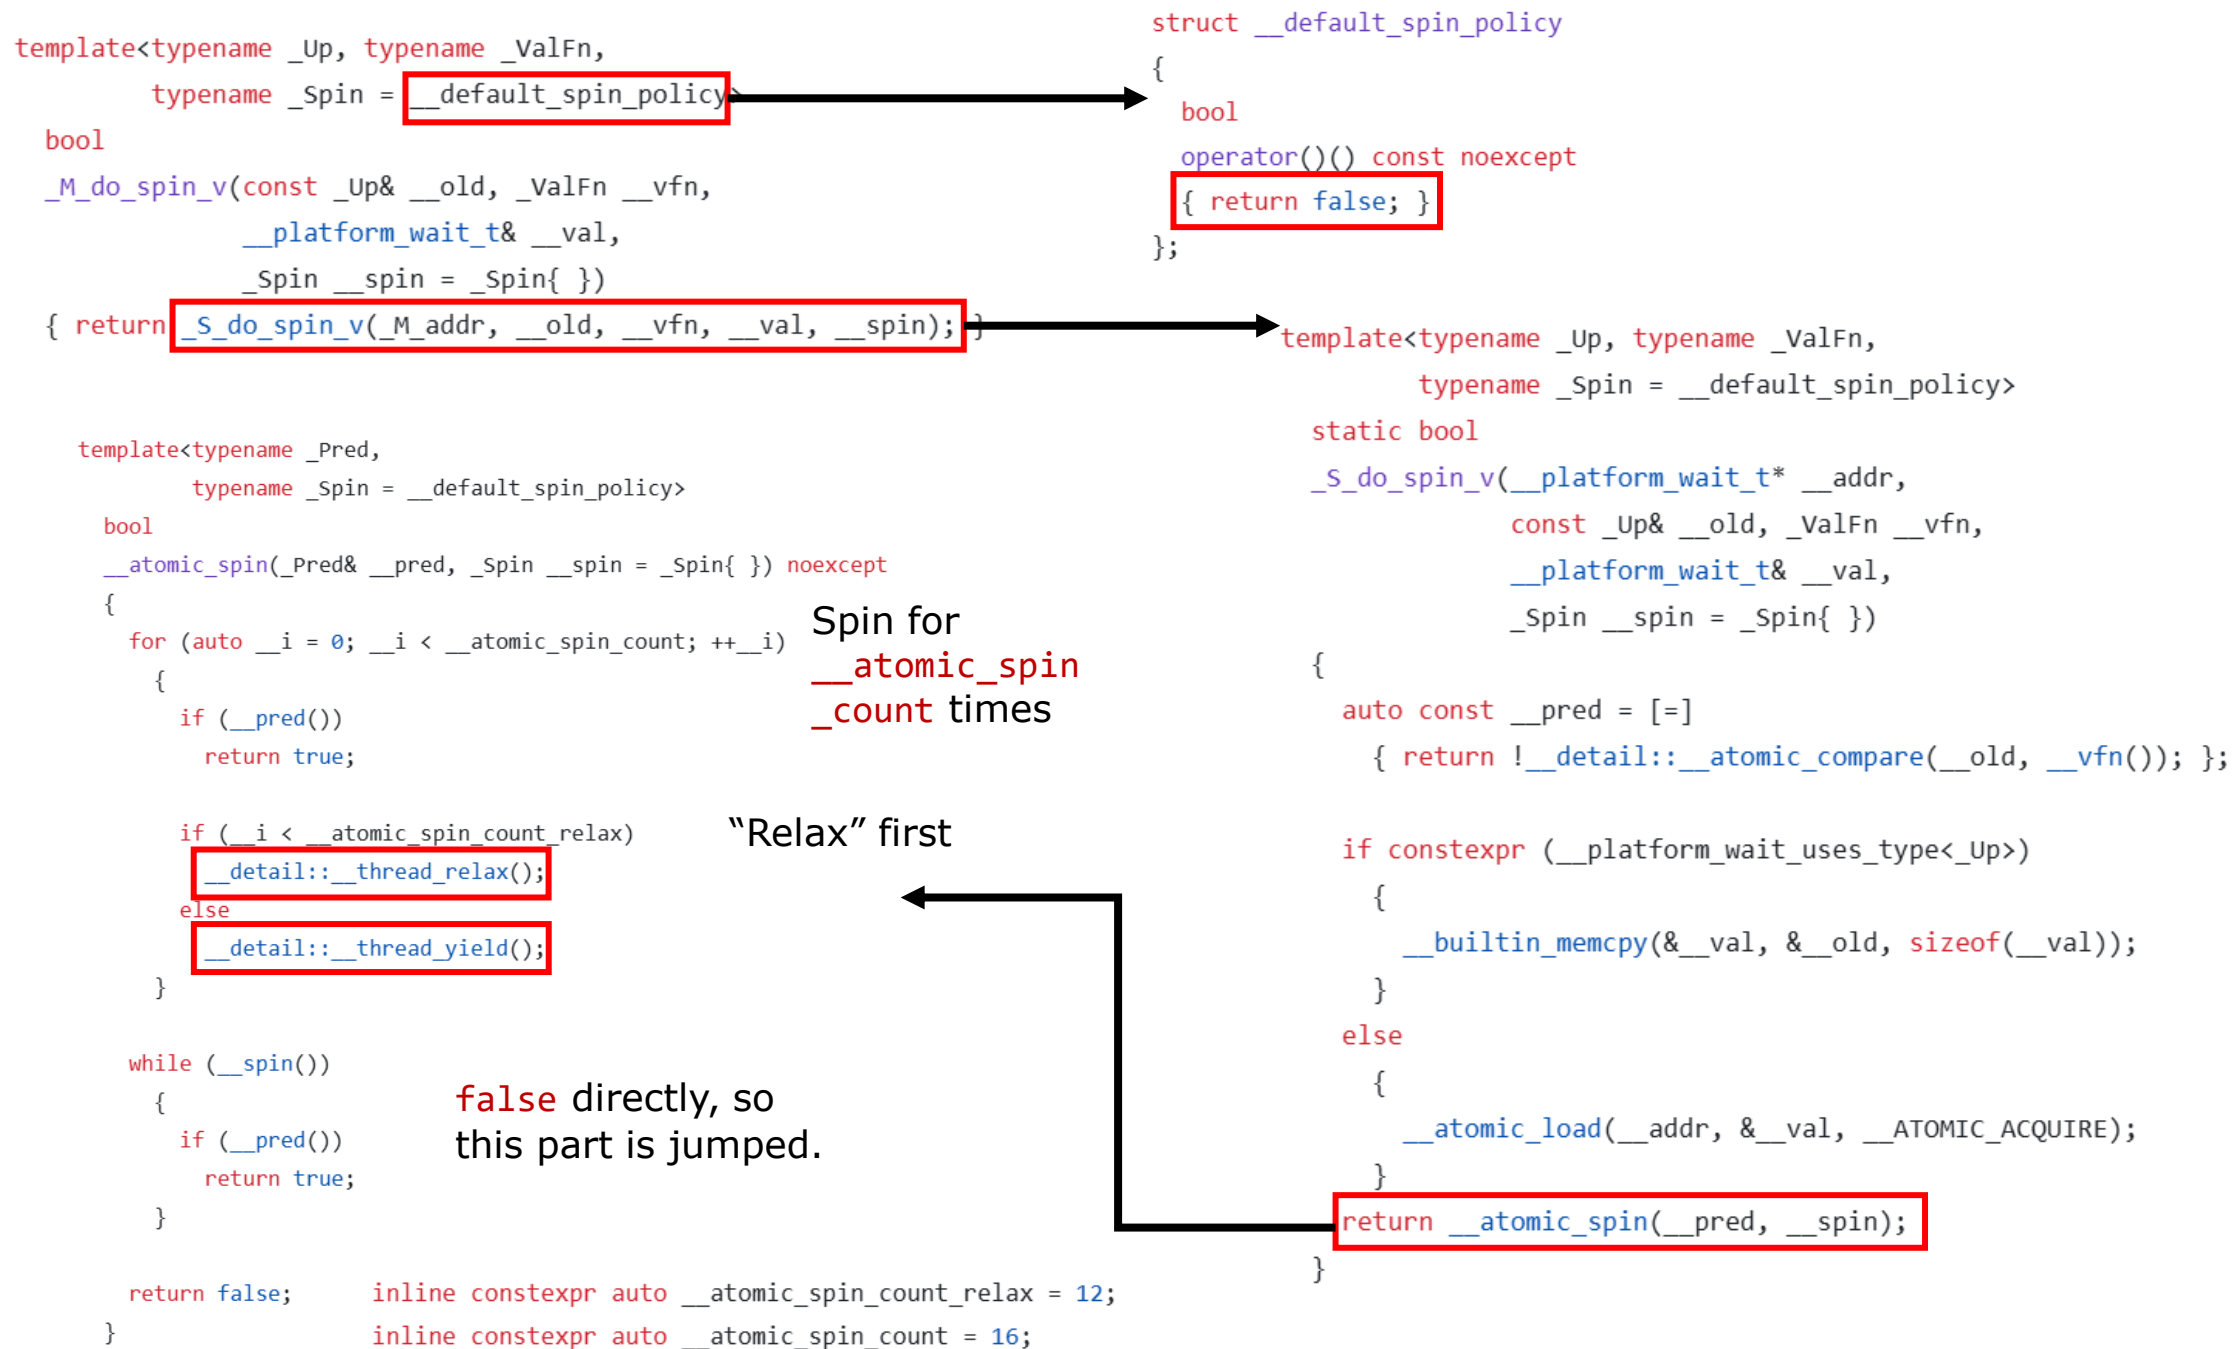 template<typename _Up, typename _ValFn,
typename _Spin = __default_spin_policy>
bool
_M_do_spin_v(const _Up& __old, _ValFn __vfn,
__platform_wait_t& __val,
_Spin __spin = _Spin{ })
{ return _S_do_spin_v(_M_addr, __old, __vfn, __val, __spin); }
struct __default_spin_policy
{
bool
operator()() const noexcept
{ return false; }
};
template<typename _Up, typename _ValFn,
typename _Spin = __default_spin_policy>
static bool
_S_do_spin_v(__platform_wait_t* __addr,
const _Up& __old, _ValFn __vfn,
__platform_wait_t& __val,
_Spin __spin = _Spin{ })
{
auto const __pred = [=]
{ return !__detail::__atomic_compare(__old, __vfn()); };
if constexpr (__platform_wait_uses_type<_Up>)
{
__builtin_memcpy(&__val, &__old, sizeof(__val));
}
else
{
__atomic_load(__addr, &__val, __ATOMIC_ACQUIRE);
}
return __atomic_spin(__pred, __spin);
}
template<typename _Pred,
typename _Spin = __default_spin_policy>
bool
__atomic_spin(_Pred& __pred, _Spin __spin = _Spin{ }) noexcept
{
for (auto __i = 0; __i < __atomic_spin_count; ++__i)
{
if (__pred())
return true;
if (__i < __atomic_spin_count_relax)
__detail::__thread_relax();
else
__detail::__thread_yield();
}
while (__spin())
{
if (__pred())
return true;
}
return false;
}
Spin for
__atomic_spin
_count times
“Relax” first
false directly, so
this part is jumped.
inline constexpr auto __atomic_spin_count_relax = 12;
inline constexpr auto __atomic_spin_count = 16;